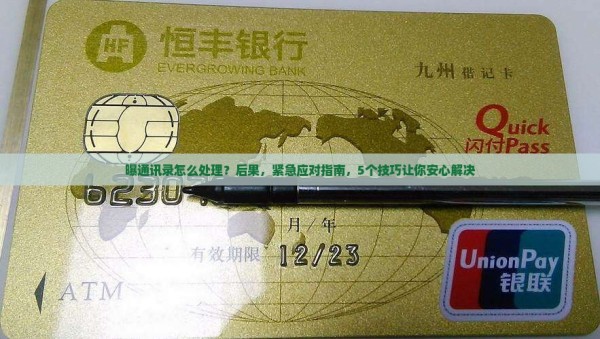 HF
恒丰银行
EVERGROWING BANK
九州 借记卡
Quick
闪付Pass
曝通讯录怎么处理？后果，紧急应对指南，5个技巧让你安心解决
6230
月/年
有效期限 12/23
ATM
UnionPay
银联